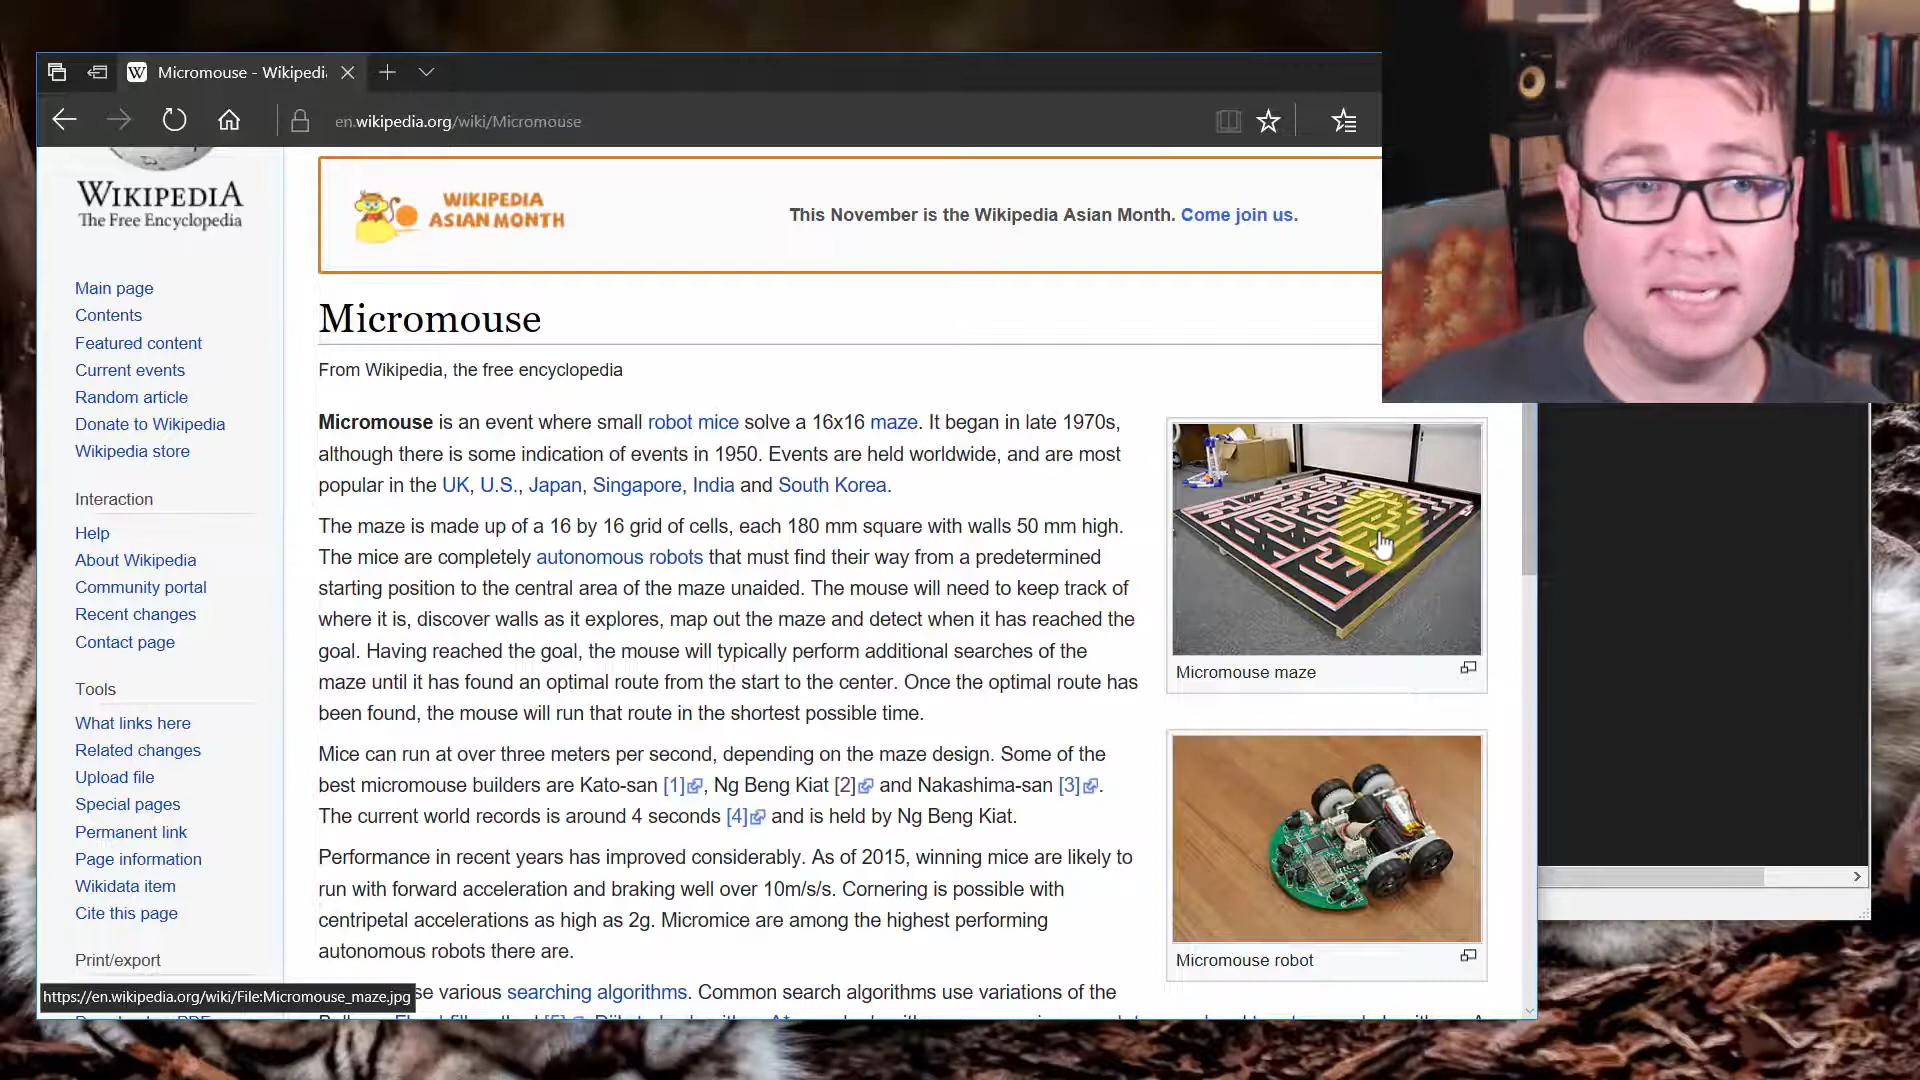 Micromouse - Wikipedi
en.wikipedia.org/wiki/Micromouse
WIKIPEDIA
The Free Encyclopedia
Main page
Contents
Featured content
Current events
Random article
Donate to Wikipedia
Wikipedia store
Interaction
Help
About Wikipedia
Community portal
Recent changes
Contact page
Tools
What links here
Related changes
Upload file
Special pages
Permanent link
Page information
Wikidata item
Cite this page
Print/export
https://en.wikipedia.org/wiki/File:Micromouse_maze.jpg
WIKIPEDIA
ASIAN MONTH
This November is the Wikipedia Asian Month. Come join us.
Micromouse
From Wikipedia, the free encyclopedia
Micromouse is an event where small robot mice solve a 16x16 maze. It began in late 1970s,
although there is some indication of events in 1950. Events are held worldwide, and are most
popular in the UK, U.S., Japan, Singapore, India and South Korea.
The maze is made up of a 16 by 16 grid of cells, each 180 mm square with walls 50 mm high.
The mice are completely autonomous robots that must find their way from a predetermined
starting position to the central area of the maze unaided. The mouse will need to keep track of
where it is, discover walls as it explores, map out the maze and detect when it has reached the
goal. Having reached the goal, the mouse will typically perform additional searches of the
maze until it has found an optimal route from the start to the center. Once the optimal route has
been found, the mouse will run that route in the shortest possible time.
Mice can run at over three meters per second, depending on the maze design. Some of the
best micromouse builders are Kato-san [1], Ng Beng Kiat [2] and Nakashima-san [3].
The current world records is around 4 seconds [4] and is held by Ng Beng Kiat.
Performance in recent years has improved considerably. As of 2015, winning mice are likely to
run with forward acceleration and braking well over 10m/s/s. Cornering is possible with
centripetal accelerations as high as 2g. Micromice are among the highest performing
autonomous robots there are.
se various searching algorithms. Common search algorithms use variations of the
Micromouse maze
Micromouse robot